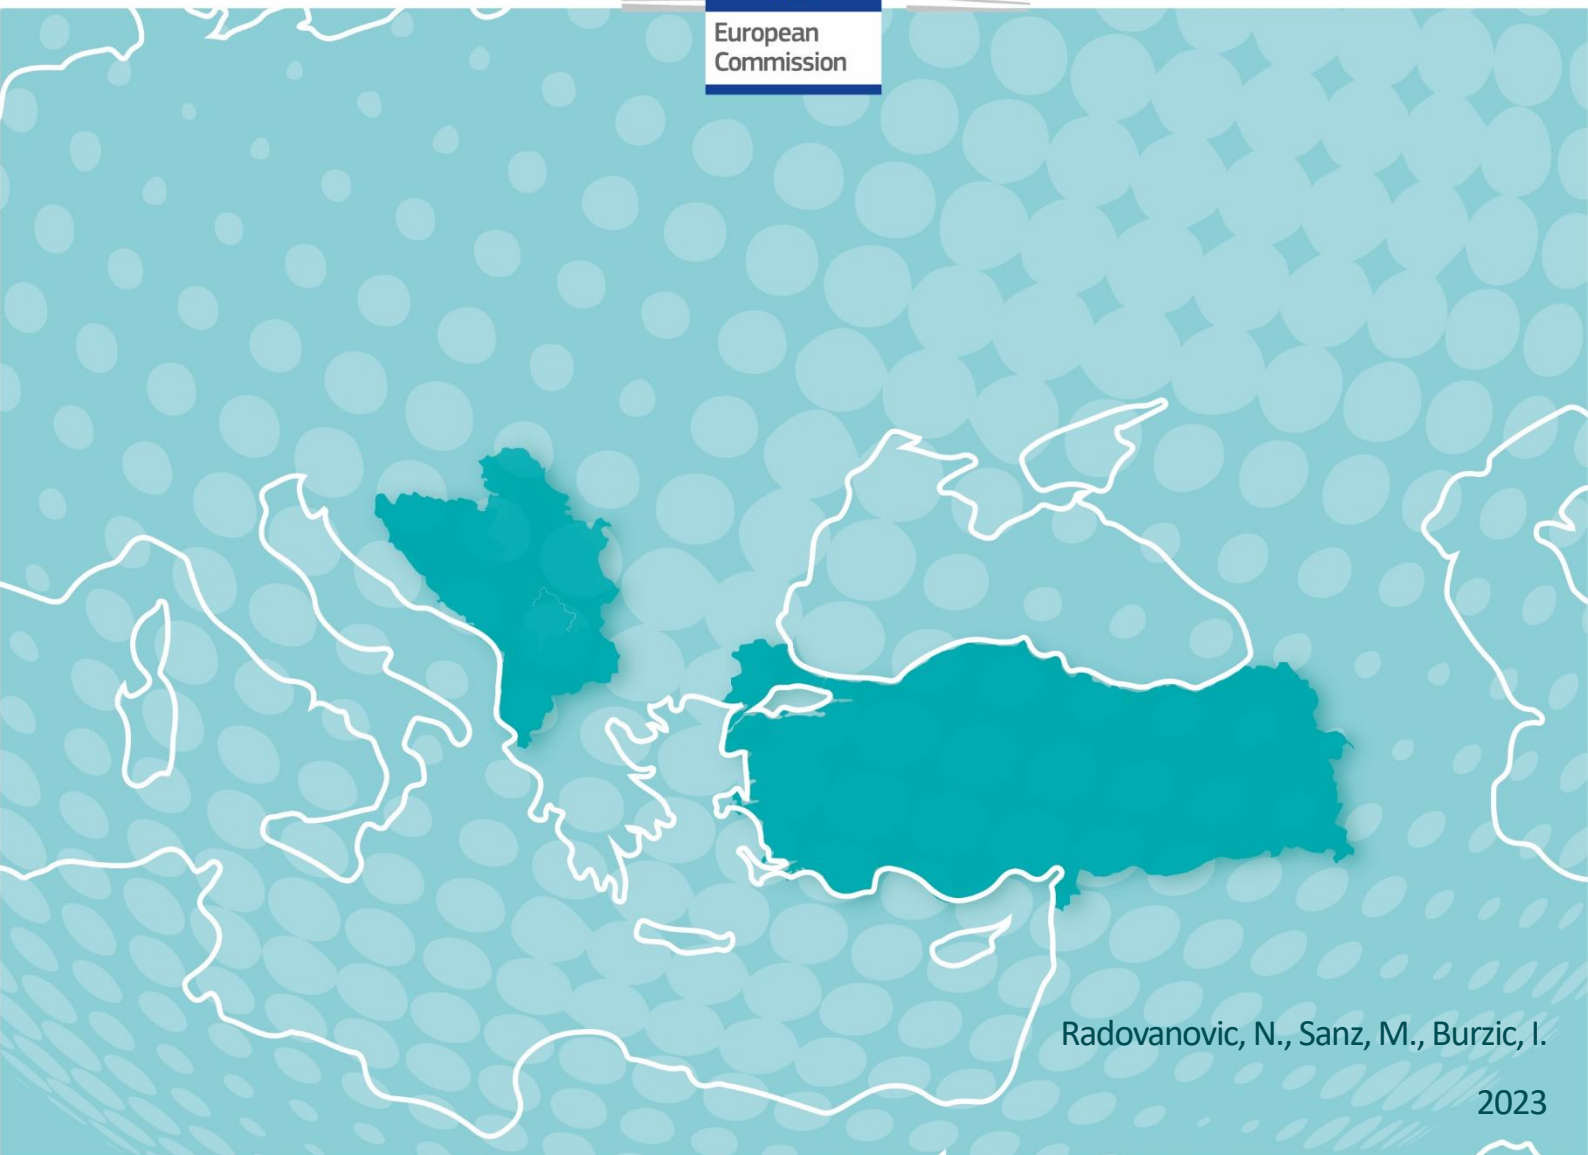 European
Commission
Radovanovic, N., Sanz, M., Burzic, I.
2023